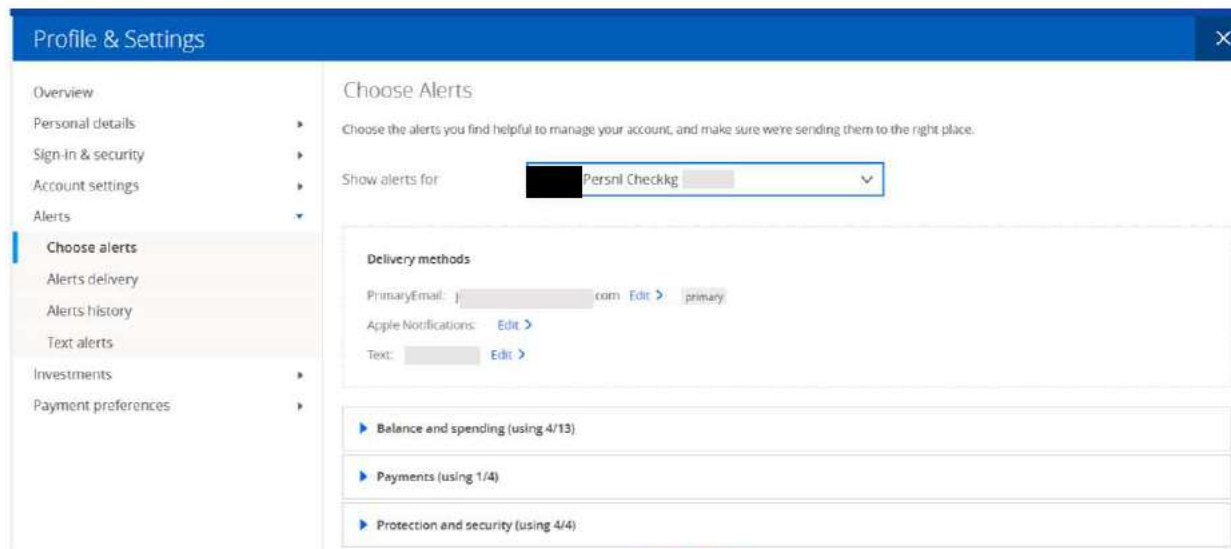 Profile & Settings
Overview
Personal details
Sign-in & security
Account settings
Alerts
Choose alerts
Alerts delivery
Alerts history
Text alerts
Investments
Payment preferences
Choose Alerts
Choose the alerts you find helpful to manage your account, and make sure we're sending them to the right place.
Show alerts for Persnl Checkkg
Delivery methods
PrimaryEmail: j com Edit > primary
Apple Notifications: Edit >
Text: Edit >
Balance and spending (using 4/13)
Payments (using 1/4)
Protection and security (using 4/4)